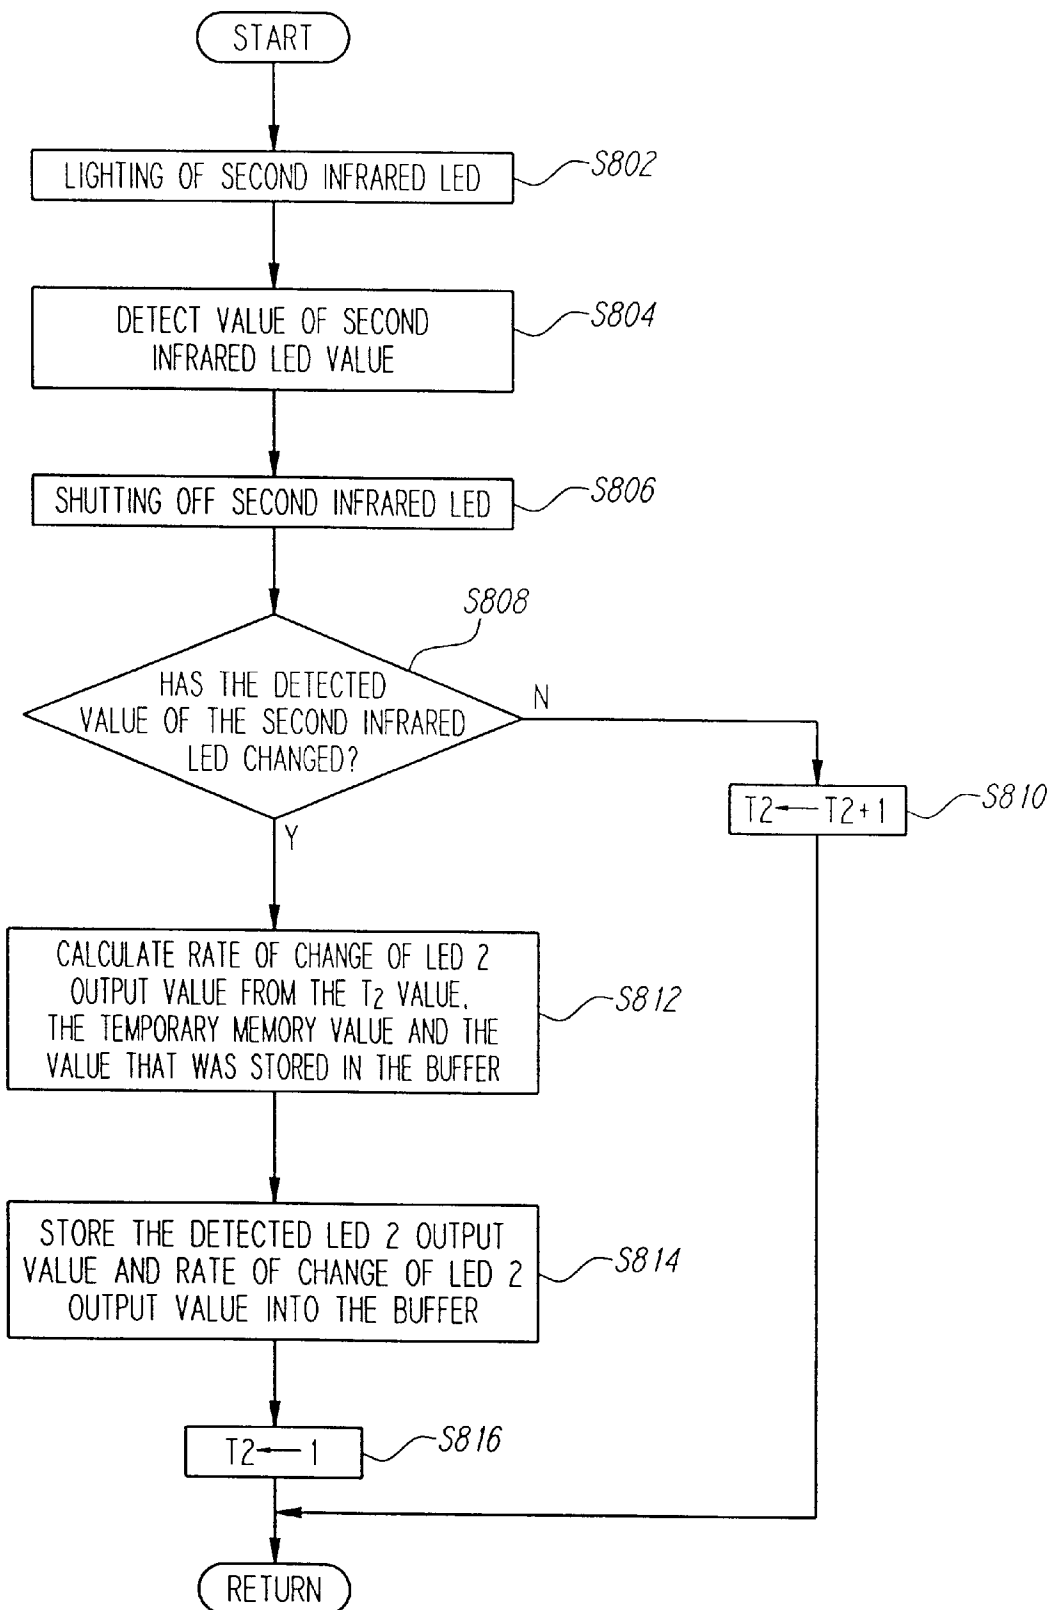 START
LIGHTING OF SECOND INFRARED LED
S802
DETECT VALUE OF SECOND
INFRARED LED VALUE
S804
SHUTTING OFF SECOND INFRARED LED
S806
S808
HAS THE DETECTED
VALUE OF THE SECOND INFRARED
LED CHANGED?
N
Y
T2 ← T2+1
S810
CALCULATE RATE OF CHANGE OF LED 2
OUTPUT VALUE FROM THE T2 VALUE,
THE TEMPORARY MEMORY VALUE AND THE
VALUE THAT WAS STORED IN THE BUFFER
S812
STORE THE DETECTED LED 2 OUTPUT
VALUE AND RATE OF CHANGE OF LED 2
OUTPUT VALUE INTO THE BUFFER
S814
T2 ← 1
S816
RETURN